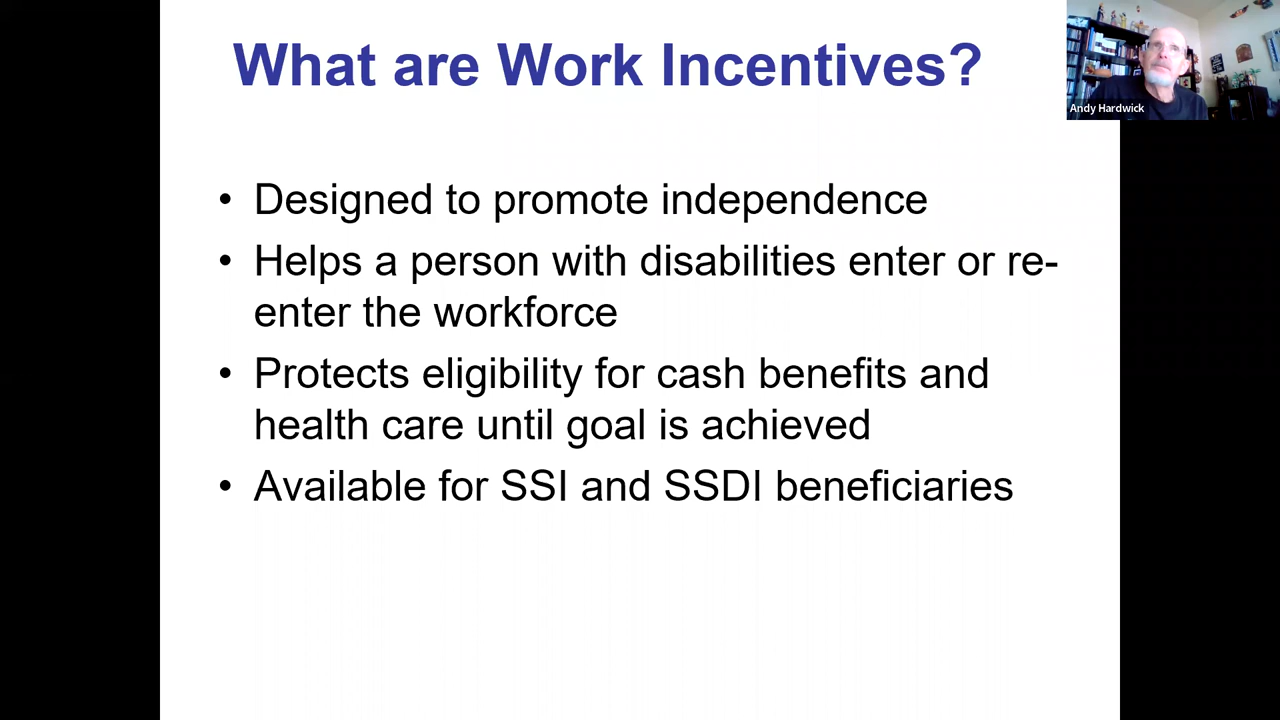 What are Work Incentives?
Andy Hardwick
• Designed to promote independence
• Helps a person with disabilities enter or re-
enter the workforce
• Protects eligibility for cash benefits and
health care until goal is achieved
• Available for SSI and SSDI beneficiaries